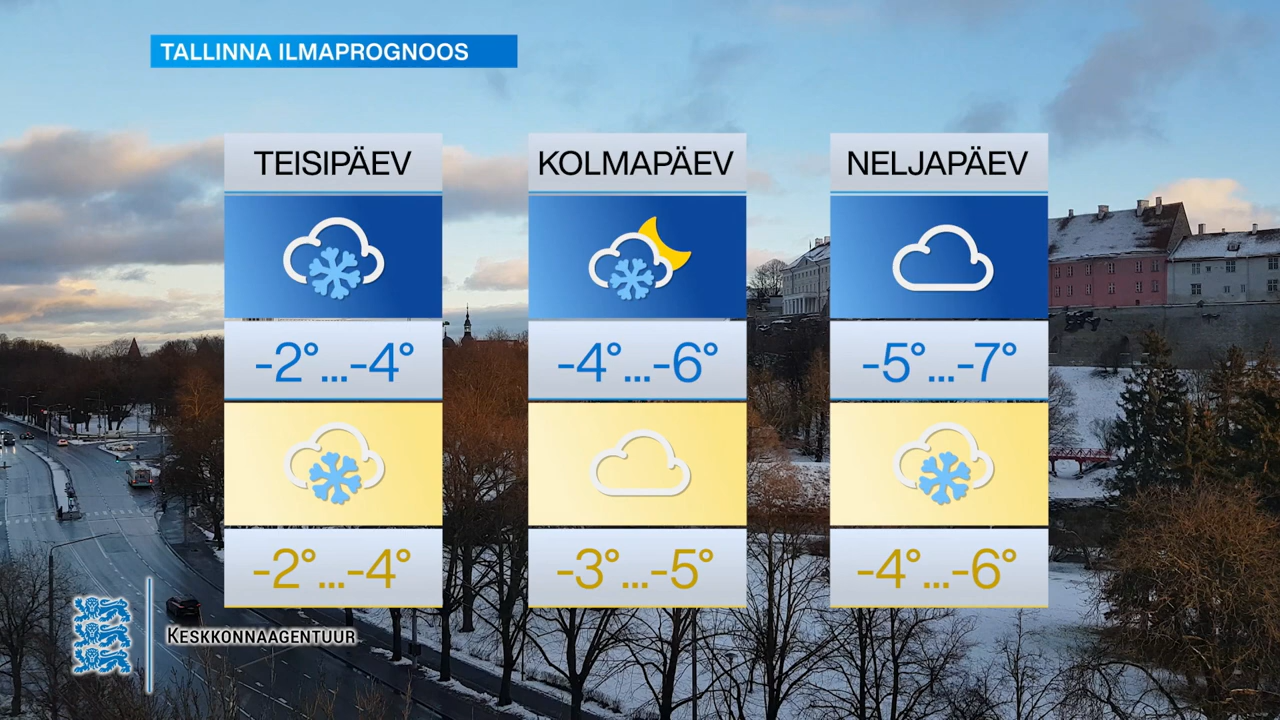 TALLINNA ILMAPROGNOOS
TEISIPÄEV
-2°...-4°
-2°...-4°
KOLMAPÄEV
-4°...-6°
-3°...-5°
NELJAPÄEV
-5°...-7°
-4°...-6°
KESKKONNAAGENTUUR